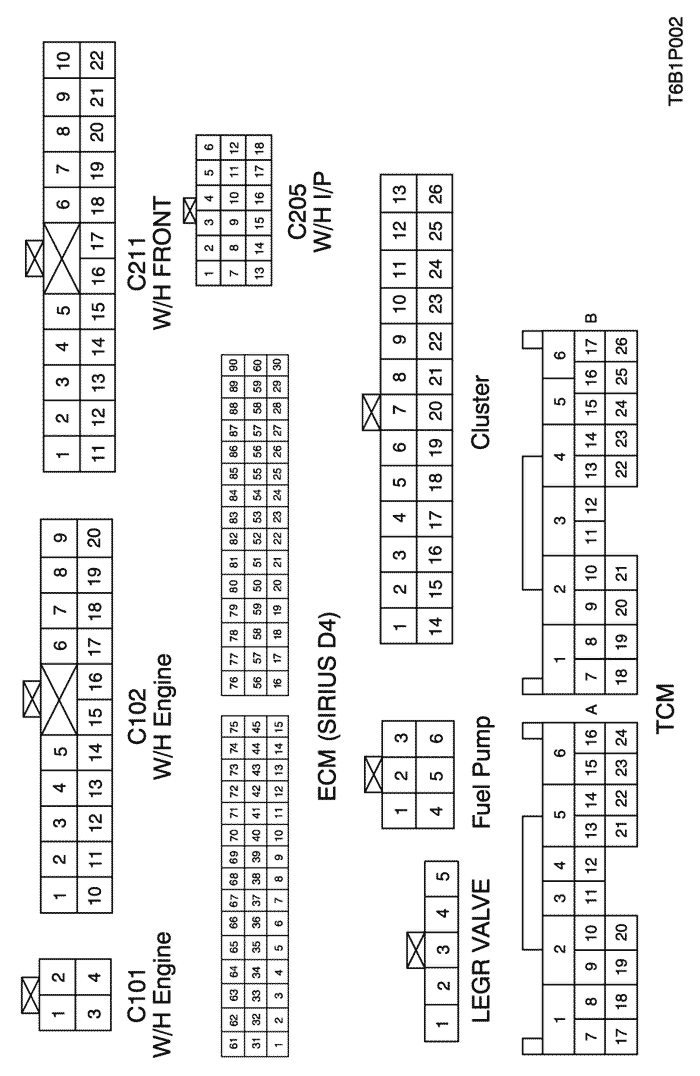 1 2
3 4
C101
W/H Engine
1 2 3 4 5 6 7 8 9
10 11 12 13 14 15 16 17 18 19 20
C102
W/H Engine
1 2 3 4 5 6 7 8 9 10
11 12 13 14 15 16 17 18 19 20 21 22
C211
W/H FRONT
61 62 63 64 65 66 67 68 69 70 71 72 73 74 75
31 32 33 34 35 36 37 38 39 40 41 42 43 44 45
1 2 3 4 5 6 7 8 9 10 11 12 13 14 15
76 77 78 79 80 81 82 83 84 85 86 87 88 89 90
56 57 58 59 50 51 52 53 54 55 56 57 58 59 60
16 17 18 19 20 21 22 23 24 25 26 27 28 29 30
ECM (SIRIUS D4)
1 2 3 4 5 6
7 8 9 10 11 12
13 14 15 16 17 18
C205
W/H I/P
1 2 3 4 5
LEGR VALVE
1 2 3
4 5 6
Fuel Pump
1 2 3 4 5 6 7 8 9 10 11 12 13
14 15 16 17 18 19 20 21 22 23 24 25 26
Cluster
1 2 3 4 5 6
7 8 9 10 11 12 13 14 15 16 A
17 18 19 20 21 22 23 24
1 2 3 4 5 6
7 8 9 10 11 12 13 14 15 16 17 B
18 19 20 21 22 23 24 25 26
TCM
T6B1P002